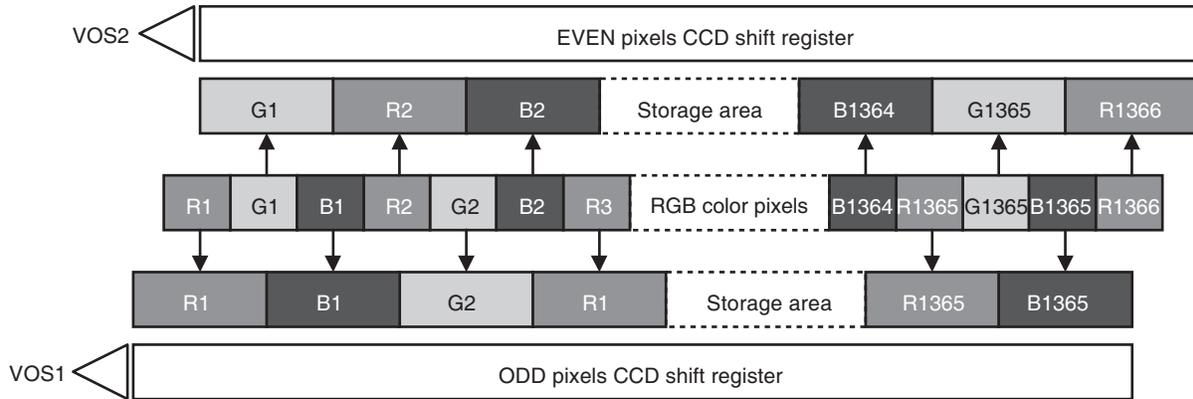 VOS2
EVEN pixels CCD shift register
G1 R2 B2 Storage area B1364 G1365 R1366
R1 G1 B1 R2 G2 B2 R3 RGB color pixels B1364 R1365 G1365 B1365 R1366
R1 B1 G2 R1 Storage area R1365 B1365
VOS1
ODD pixels CCD shift register